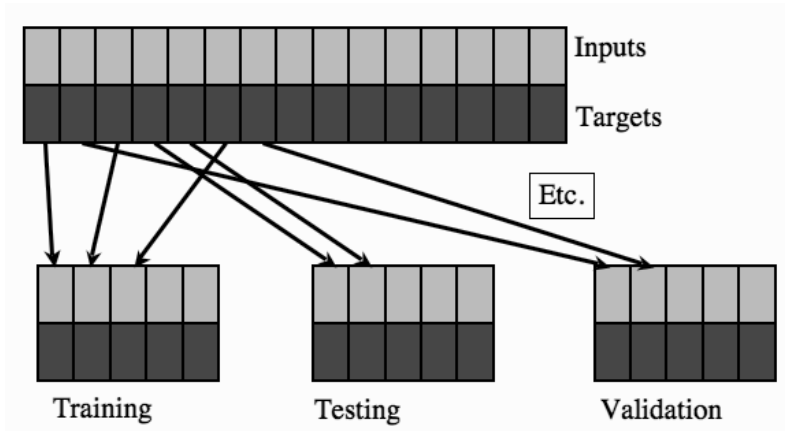 Inputs
Targets
Etc.
Training
Testing
Validation